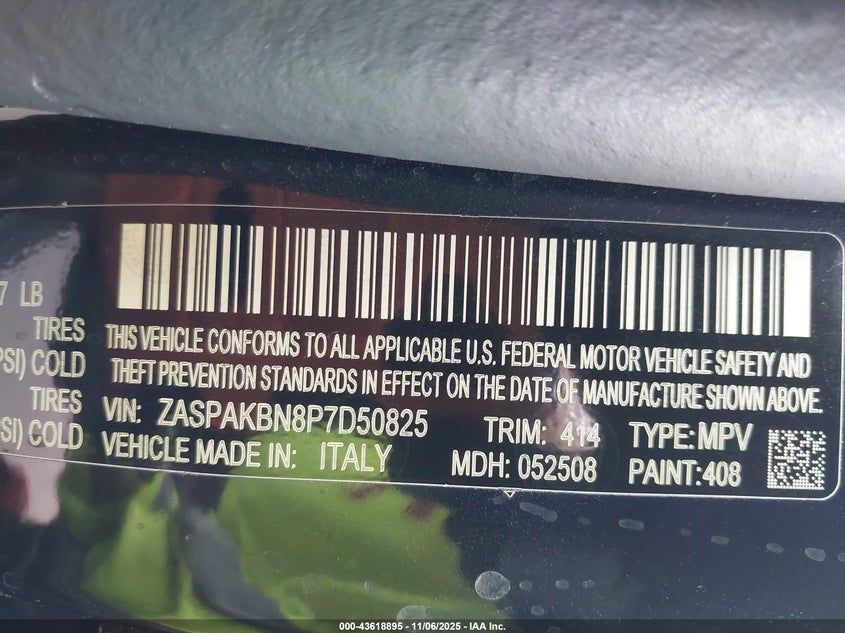 7 LB
TIRES
PSI) COLD
TIRES
PSI) COLD
THIS VEHICLE CONFORMS TO ALL APPLICABLE U.S. FEDERAL MOTOR VEHICLE SAFETY AND
THEFT PREVENTION STANDARDS IN EFFECT ON THE DATE OF MANUFACTURE SHOWN ABOVE.
VIN: ZASPAKBN8P7D50825 TRIM: 414 TYPE: MPV
VEHICLE MADE IN: ITALY MDH: 052508 PAINT: 408
000-43618895 - 11/06/2025 - IAA Inc.